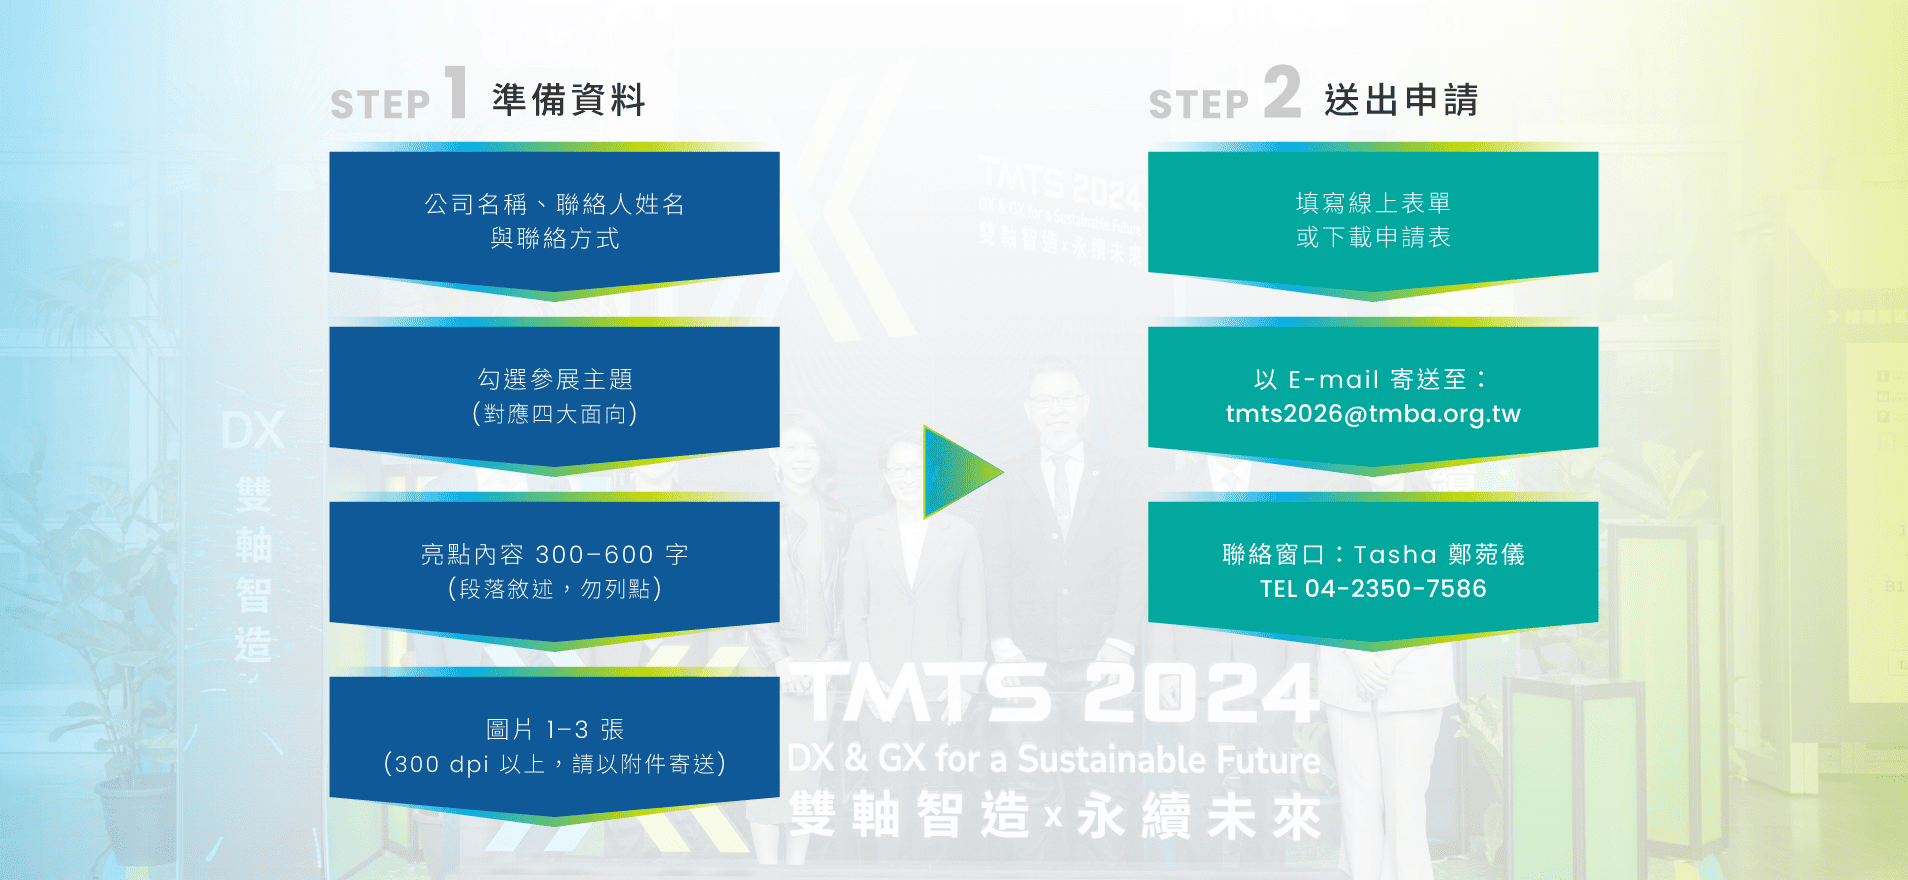 STEP 1 準備資料
公司名稱、聯絡人姓名
與聯絡方式
勾選參展主題
(對應四大面向)
亮點內容 300–600 字
(段落敘述，勿列點)
圖片 1–3 張
(300 dpi 以上，請以附件寄送)
STEP 2 送出申請
填寫線上表單
或下載申請表
以 E-mail 寄送至：
tmts2026@tmba.org.tw
聯絡窗口：Tasha 鄭菀儀
TEL 04-2350-7586
TMTS 2024
DX & GX for a Sustainable Future
雙軸智造x永續未來
DX
雙軸智造
TMTS 2024
DX & GX for a Sustainable Future
雙軸智造x永續未來
B1